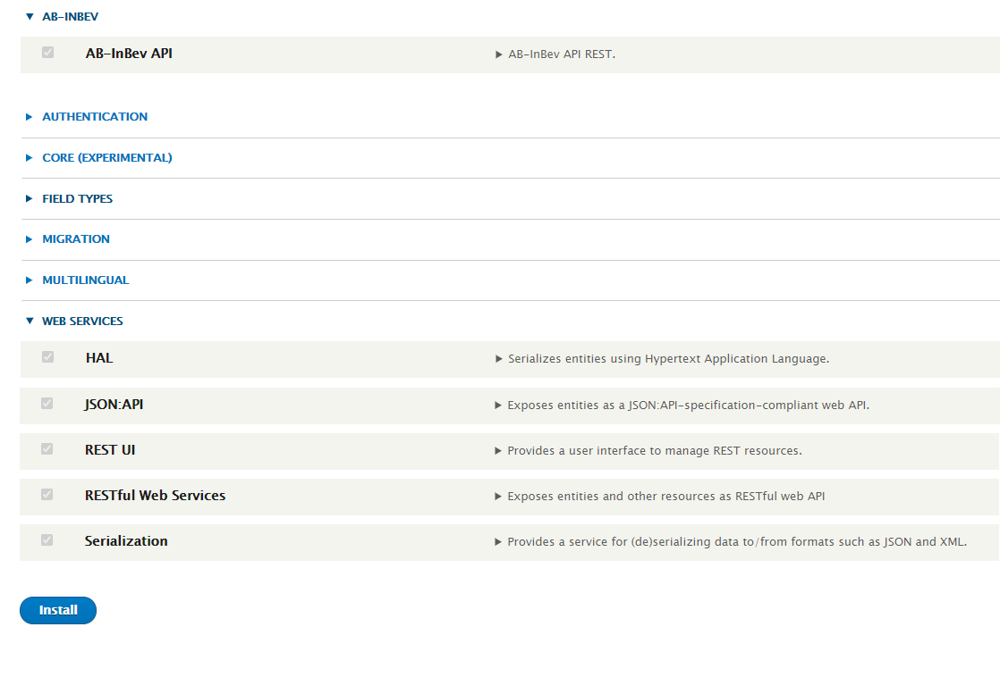 AB-INBEV
AB-InBev API AB-InBev API REST.
AUTHENTICATION
CORE (EXPERIMENTAL)
FIELD TYPES
MIGRATION
MULTILINGUAL
WEB SERVICES
HAL Serializes entities using Hypertext Application Language.
JSON:API Exposes entities as a JSON:API-specification-compliant web API.
REST UI Provides a user interface to manage REST resources.
RESTful Web Services Exposes entities and other resources as RESTful web API
Serialization Provides a service for (de)serializing data to/from formats such as JSON and XML.
Install